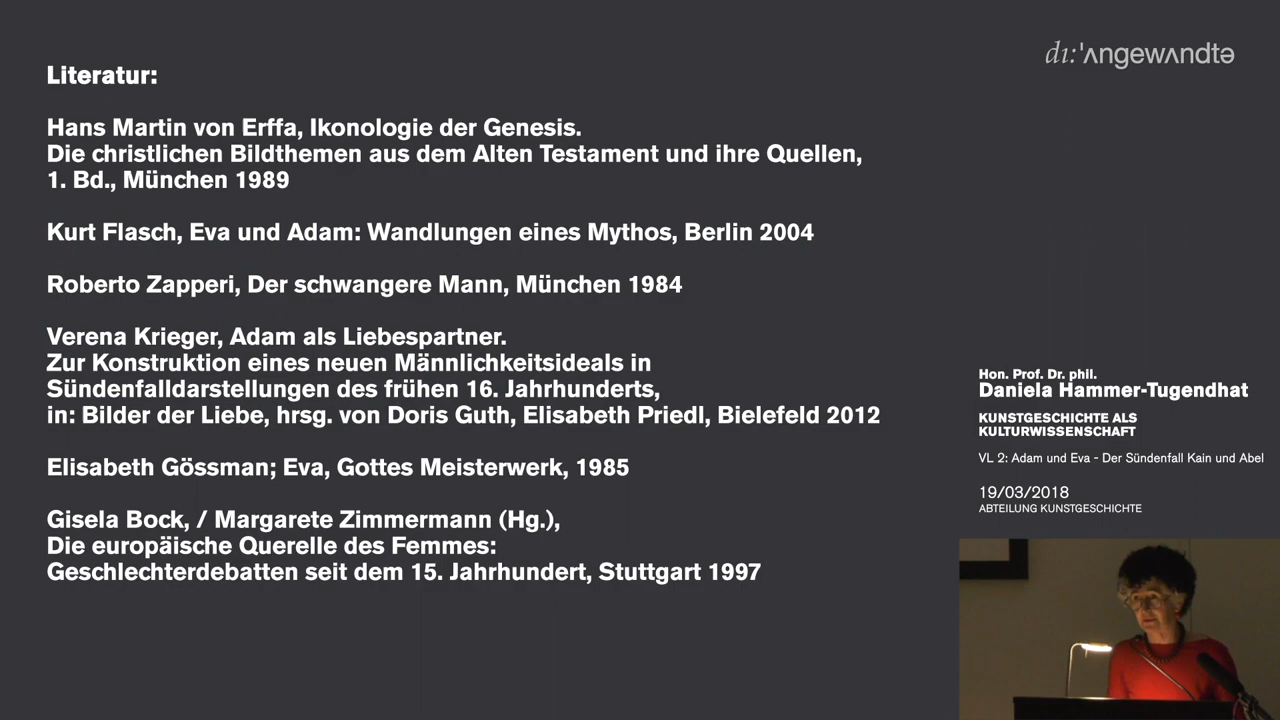 Literatur:
Hans Martin von Erffa, Ikonologie der Genesis.
Die christlichen Bildthemen aus dem Alten Testament und ihre Quellen,
1. Bd., München 1989
Kurt Flasch, Eva und Adam: Wandlungen eines Mythos, Berlin 2004
Roberto Zapperi, Der schwangere Mann, München 1984
Verena Krieger, Adam als Liebespartner.
Zur Konstruktion eines neuen Männlichkeitsideals in
Sündenfalldarstellungen des frühen 16. Jahrhunderts,
in: Bilder der Liebe, hrsg. von Doris Guth, Elisabeth Priedl, Bielefeld 2012
Elisabeth Gössman; Eva, Gottes Meisterwerk, 1985
Gisela Bock, / Margarete Zimmermann (Hg.),
Die europäische Querelle des Femmes:
Geschlechterdebatten seit dem 15. Jahrhundert, Stuttgart 1997
dı:'ʌngewʌndtə
Hon. Prof. Dr. phil.
Daniela Hammer-Tugendhat
KUNSTGESCHICHTE ALS
KULTURWISSENSCHAFT
VL 2: Adam und Eva - Der Sündenfall Kain und Abel
19/03/2018
ABTEILUNG KUNSTGESCHICHTE